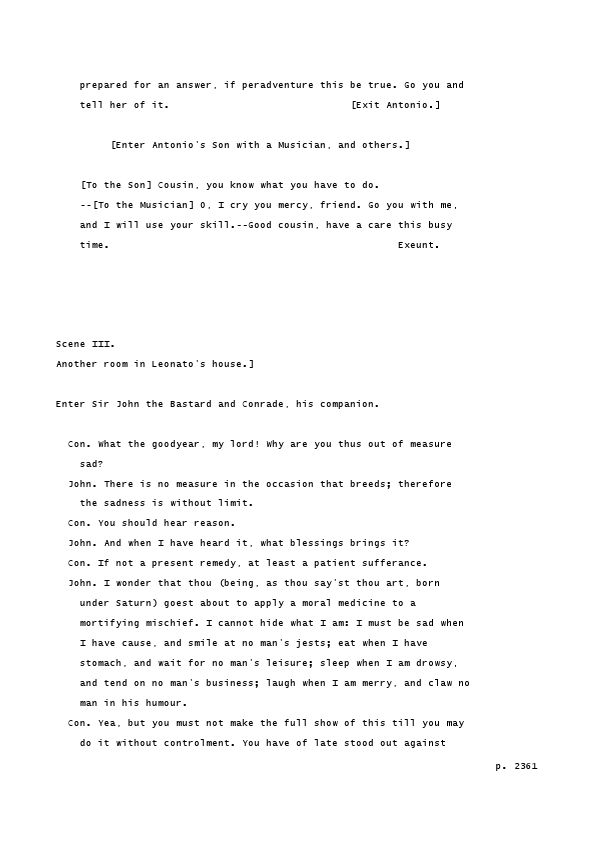 prepared for an answer, if peradventure this be true. Go you and
tell her of it. [Exit Antonio.]
[Enter Antonio's Son with a Musician, and others.]
[To the Son] Cousin, you know what you have to do.
--[To the Musician] O, I cry you mercy, friend. Go you with me,
and I will use your skill.--Good cousin, have a care this busy
time. Exeunt.
Scene III.
Another room in Leonato's house.]
Enter Sir John the Bastard and Conrade, his companion.
Con. What the goodyear, my lord! Why are you thus out of measure
sad?
John. There is no measure in the occasion that breeds; therefore
the sadness is without limit.
Con. You should hear reason.
John. And when I have heard it, what blessings brings it?
Con. If not a present remedy, at least a patient sufferance.
John. I wonder that thou (being, as thou say'st thou art, born
under Saturn) goest about to apply a moral medicine to a
mortifying mischief. I cannot hide what I am: I must be sad when
I have cause, and smile at no man's jests; eat when I have
stomach, and wait for no man's leisure; sleep when I am drowsy,
and tend on no man's business; laugh when I am merry, and claw no
man in his humour.
Con. Yea, but you must not make the full show of this till you may
do it without controlment. You have of late stood out against
p. 2361